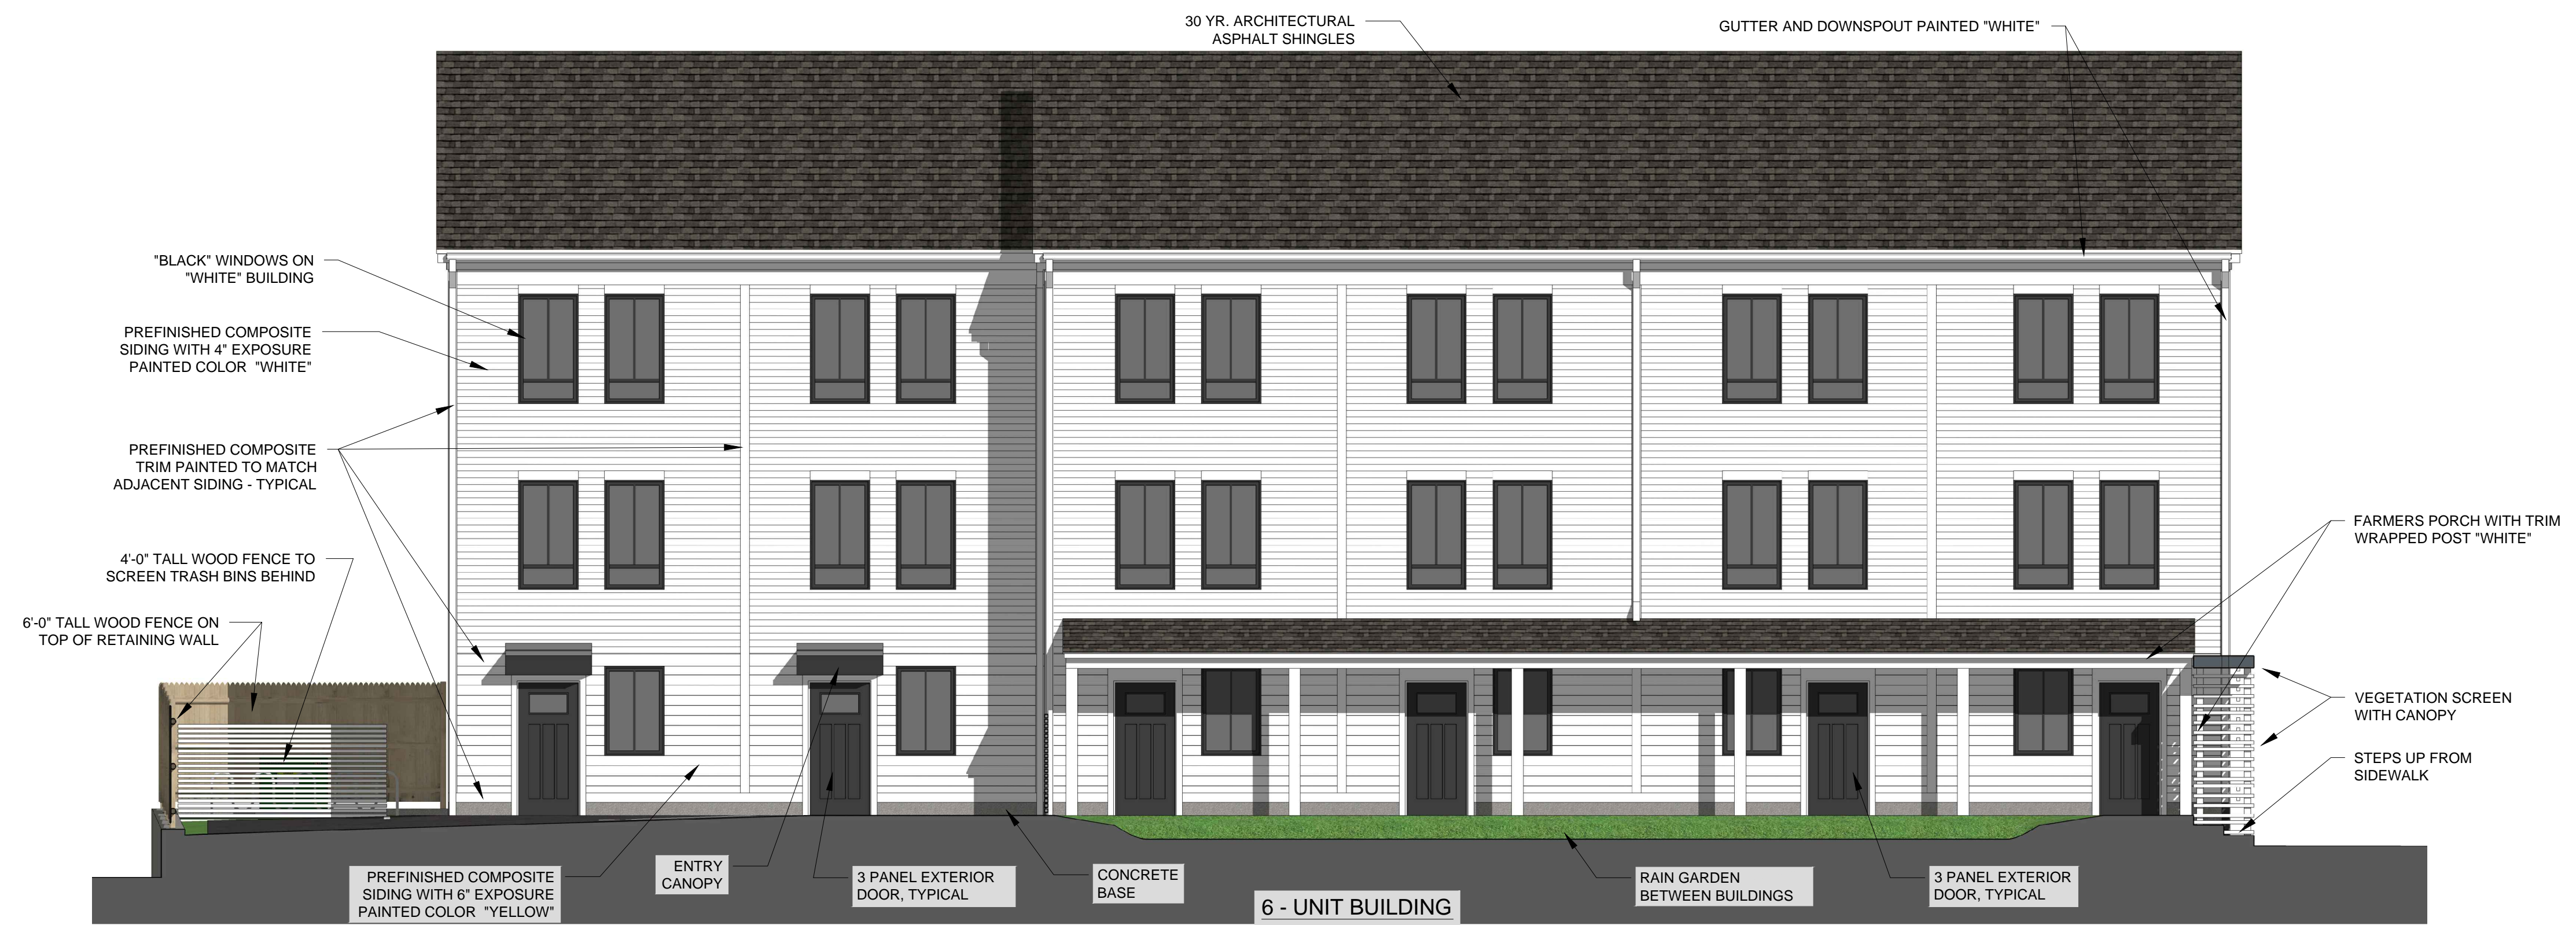 30 YR. ARCHITECTURAL
ASPHALT SHINGLES
GUTTER AND DOWNSPOUT PAINTED "WHITE"
"BLACK" WINDOWS ON
"WHITE" BUILDING
PREFINISHED COMPOSITE
SIDING WITH 4" EXPOSURE
PAINTED COLOR "WHITE"
PREFINISHED COMPOSITE
TRIM PAINTED TO MATCH
ADJACENT SIDING - TYPICAL
4'-0" TALL WOOD FENCE TO
SCREEN TRASH BINS BEHIND
6'-0" TALL WOOD FENCE ON
TOP OF RETAINING WALL
FARMERS PORCH WITH TRIM
WRAPPED POST "WHITE"
VEGETATION SCREEN
WITH CANOPY
STEPS UP FROM
SIDEWALK
PREFINISHED COMPOSITE
SIDING WITH 6" EXPOSURE
PAINTED COLOR "YELLOW"
ENTRY
CANOPY
3 PANEL EXTERIOR
DOOR, TYPICAL
CONCRETE
BASE
RAIN GARDEN
BETWEEN BUILDINGS
3 PANEL EXTERIOR
DOOR, TYPICAL
6 - UNIT BUILDING